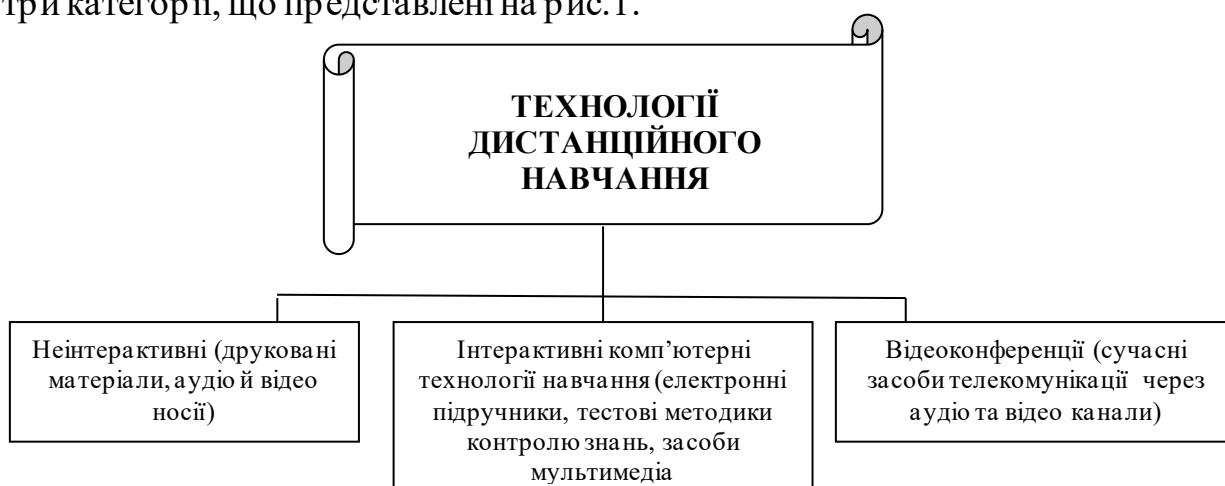 три категорії, що представлені на рис.1.
ТЕХНОЛОГІЇ
ДИСТАНЦІЙНОГО
НАВЧАННЯ
Неінтерактивні (друковані
матеріали, аудіо й відео
носії)
Інтерактивні комп’ютерні
технології навчання (електронні
підручники, тестові методики
контролю знань, засоби
мультимедіа
Відеоконференції (сучасні
засоби телекомунікації через
аудіо та відео канали)